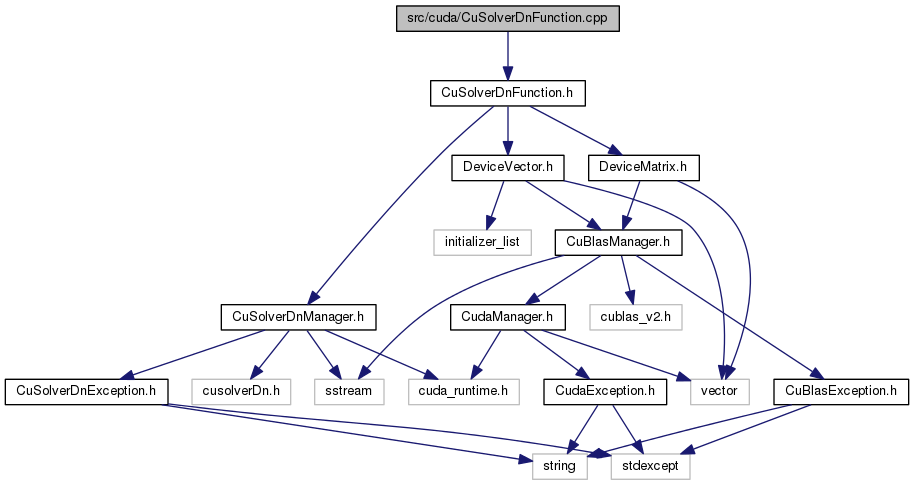 src/cuda/CuSolverDnFunction.cpp
CuSolverDnFunction.h
DeviceVector.h
DeviceMatrix.h
initializer_list
CuBlasManager.h
CuSolverDnManager.h
CudaManager.h
cublas_v2.h
CuSolverDnException.h
cusolverDn.h
sstream
cuda_runtime.h
CudaException.h
vector
CuBlasException.h
string
stdexcept